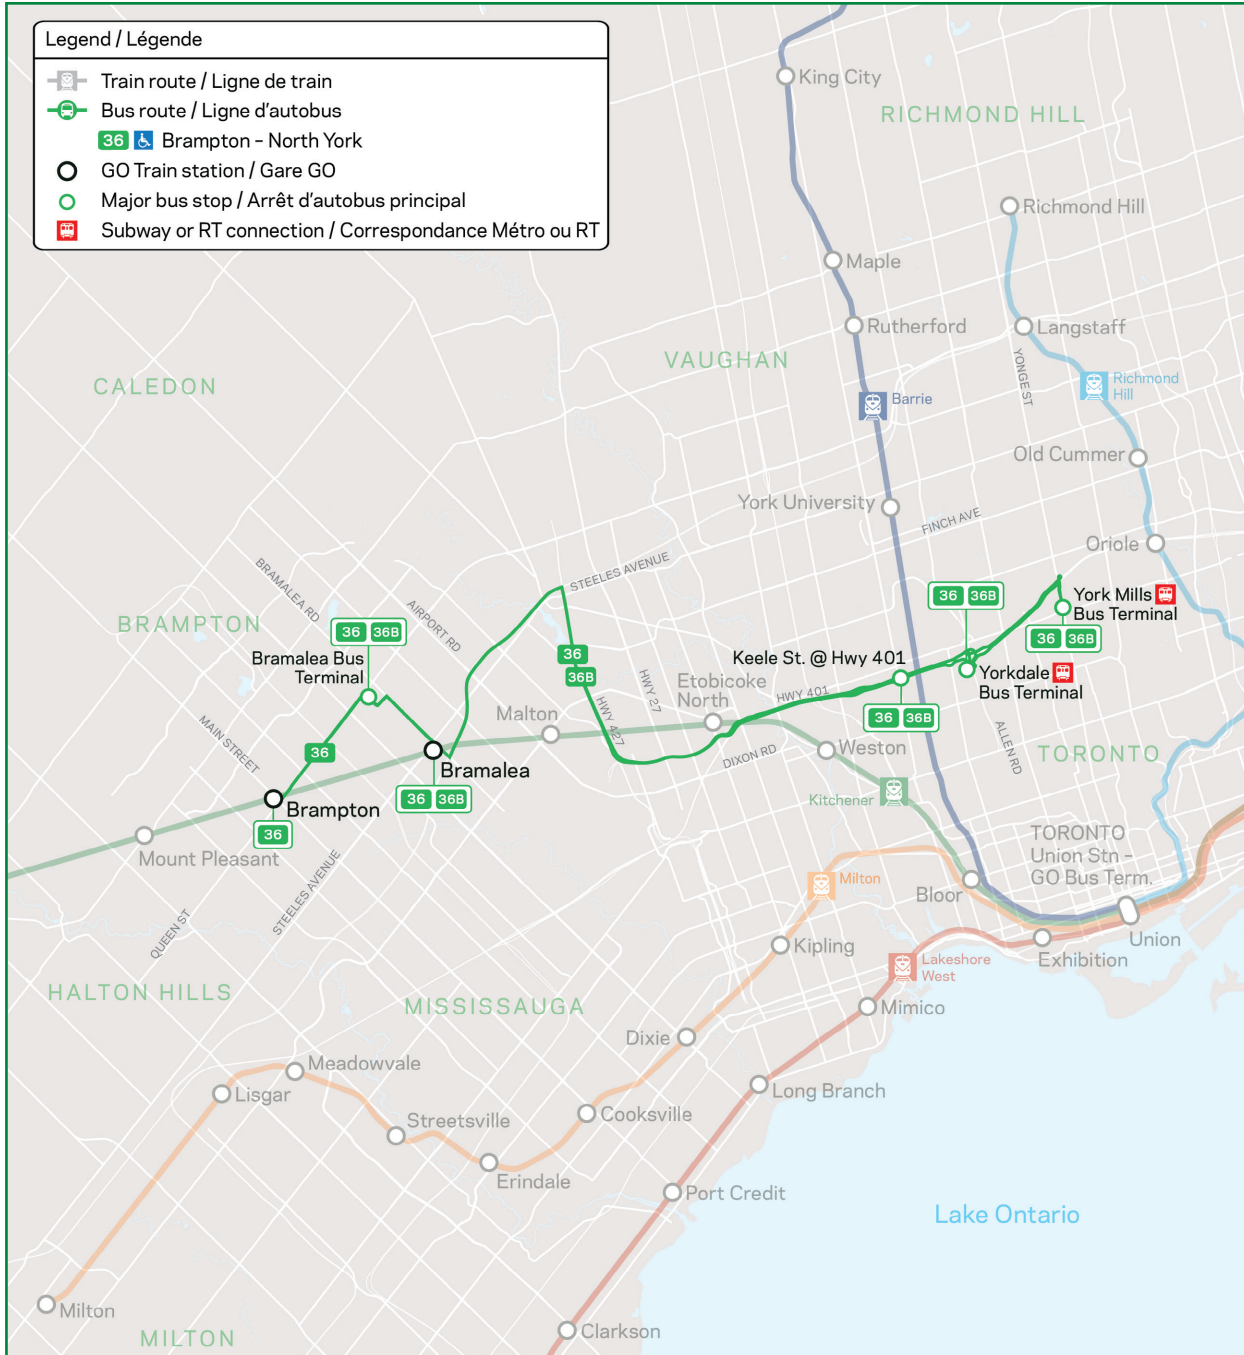 Legend / Légende
Train route / Ligne de train
Bus route / Ligne d'autobus
36 Brampton - North York
GO Train station / Gare GO
Major bus stop / Arrêt d'autobus principal
Subway or RT connection / Correspondance Métro ou RT
King City
RICHMOND HILL
Richmond Hill
Maple
Rutherford
Langstaff
VAUGHAN
YONGE ST
Richmond
Hill
CALEDON
Barrie
Old Cummer
York University
FINCH AVE
Oriole
STEELES AVENUE
BRAMALEA RD
AIRPORT RD
36 36B
York Mills
Bus Terminal
BRAMPTON
36 36B
36 36B
Bramalea Bus
Terminal
36
36B
Keele St. @ Hwy 401
Yorkdale
Bus Terminal
HWY 27
Etobicoke
North
HWY 401
36 36B
Malton
HWY 427
MAIN STREET
36
DIXON RD
Weston
ALLEN RD
TORONTO
Bramalea
36 36B
Kitchener
Brampton
36
Mount Pleasant
TORONTO
Union Stn -
GO Bus Term.
STEELES AVENUE
QUEEN ST
Milton
Bloor
Kipling
Union
Exhibition
Lakeshore
West
HALTON HILLS
MISSISSAUGA
Mimico
Dixie
Meadowvale
Lisgar
Long Branch
Cooksville
Streetsville
Erindale
Port Credit
Lake Ontario
Milton
MILTON
Clarkson